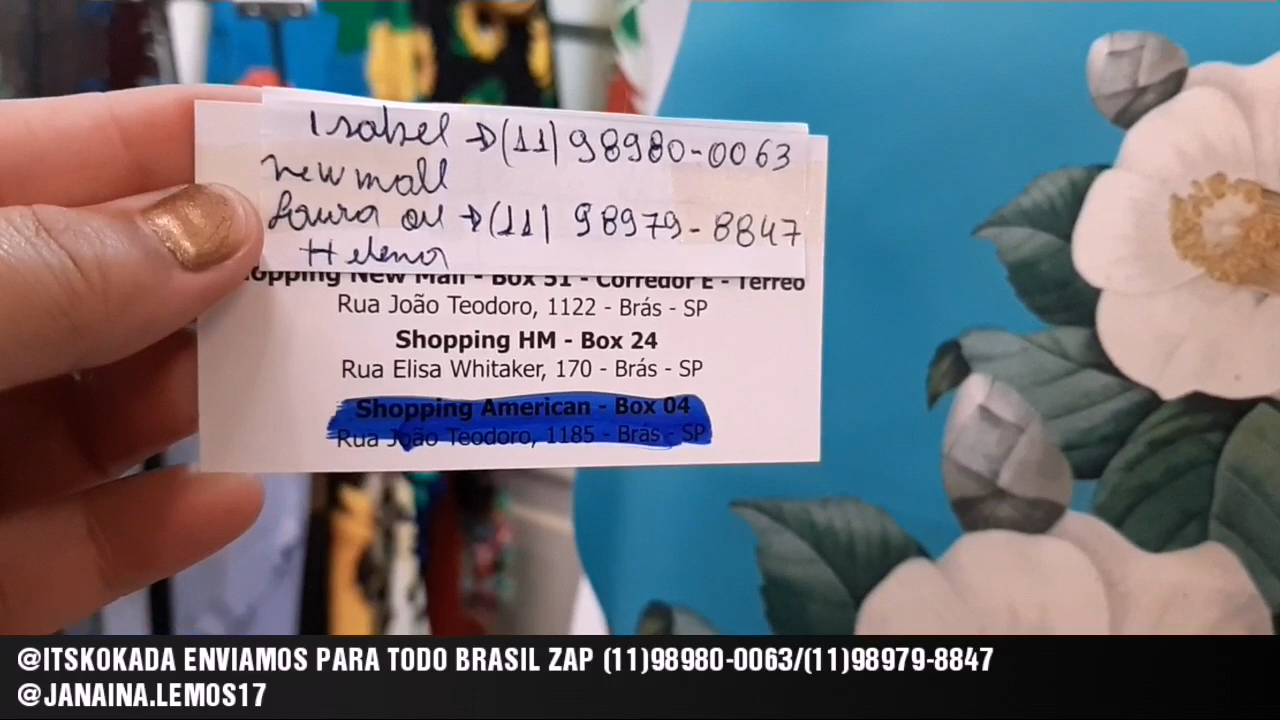 Isabel → (11) 98980-0063
new mall
Laura ou → (11) 98979-8847
Helena
Shopping New Mall - Box 51 - Corredor E - Térreo
Rua João Teodoro, 1122 - Brás - SP
Shopping HM - Box 24
Rua Elisa Whitaker, 170 - Brás - SP
Shopping American - Box 04
Rua João Teodoro, 1185 - Brás - SP
@ITSKOKADA ENVIAMOS PARA TODO BRASIL ZAP (11)98980-0063/(11)98979-8847
@JANAINA.LEMOS17